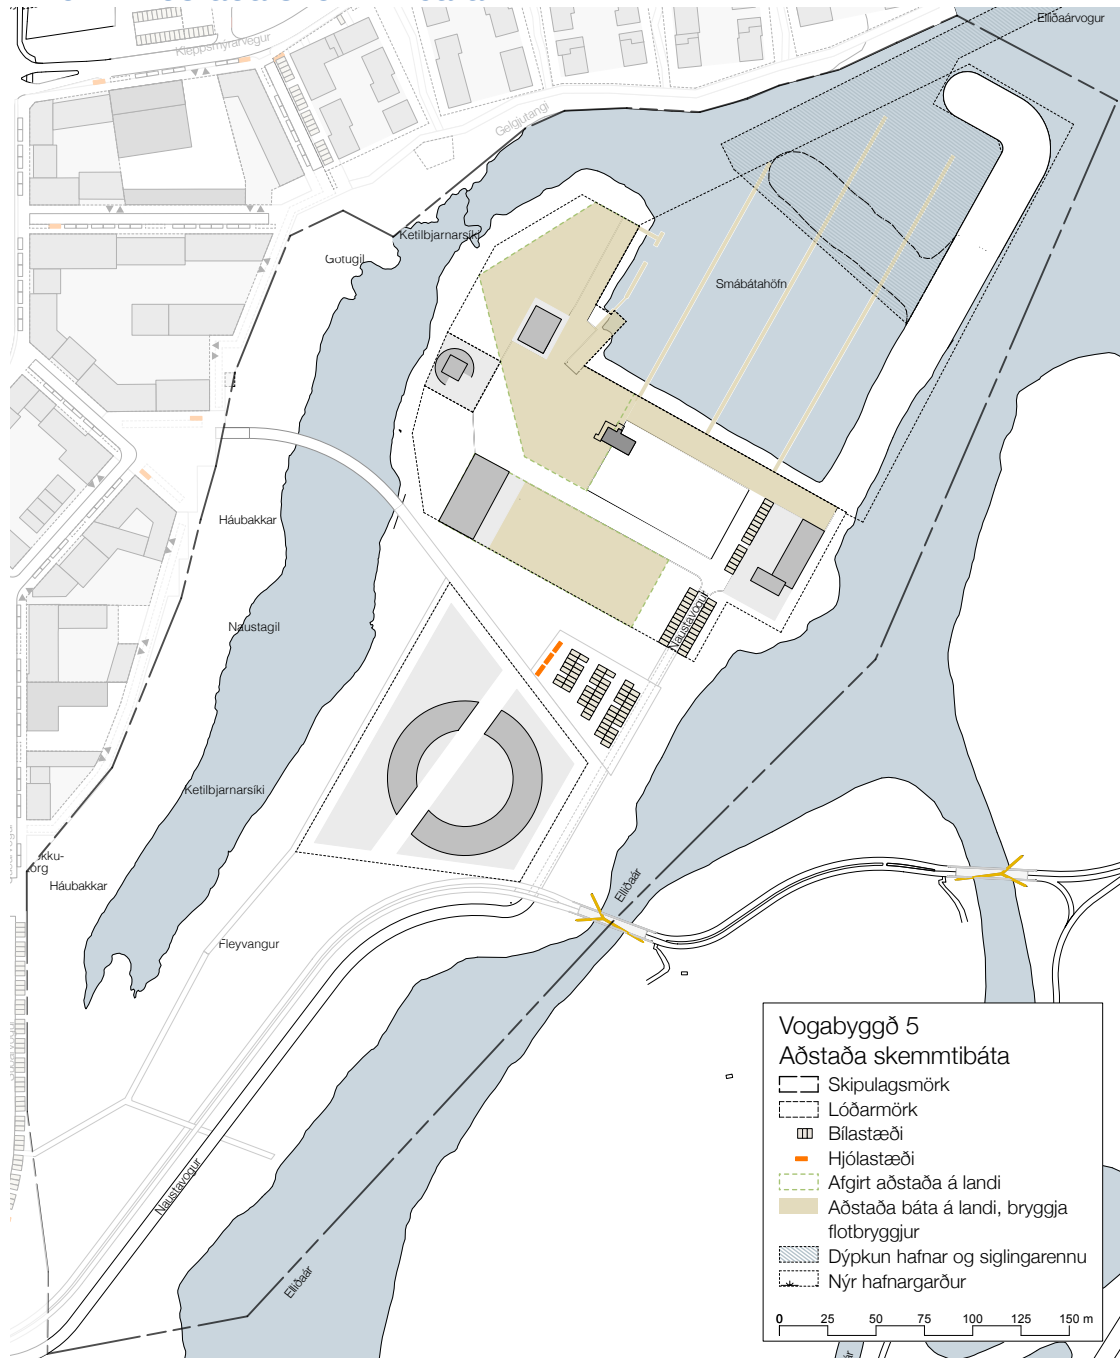 Elliðaárvogur
Kleppsmýrarvegur
Gelgjutangi
Ketilbjarnarsíki
Götugil
Smábátahöfn
Háubakkar
Naustagil
Naustavogur
Ketilbjarnarsíki
Háubakkar
Elliðaár
Fleyvangur
Naustavogur
Elliðaár
Vogabyggð 5
Aðstaða skemmtibáta
Skipulagsmörk
Lóðarmörk
Bílastæði
Hjólastæði
Afgirt aðstaða á landi
Aðstaða báta á landi, bryggja
flotbryggjur
Dýpkun hafnar og siglingarennu
Nýr hafnargarður
0 25 50 75 100 125 150 m